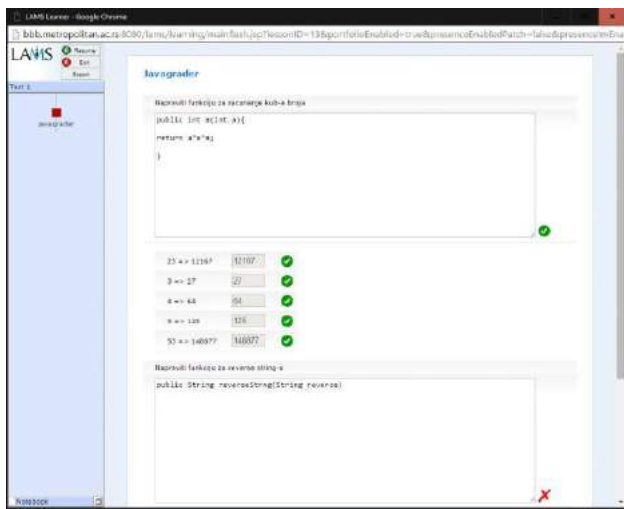 LAMS Learner - Google Chrome
bbb.metropolitan.ac.rs:8080/lams/learning/mainflash.jsp?lessonID=13&portfolioEnabled=true&presenceEnabledPatch=false&presenceImEna
LAMS
Resume
Exit
Export
Test 1
Javagrader
Javagrader
Napraviti funkciju za racunanje kub-a broja
public int m(int a){
return a*a*a;
}
23 => 12167 12167
3 => 27 27
4 => 64 64
=> 125 125
53 => 148877 148877
Napraviti funkciju za reverse string-a
public String reverseString(String reverse)
Notebook